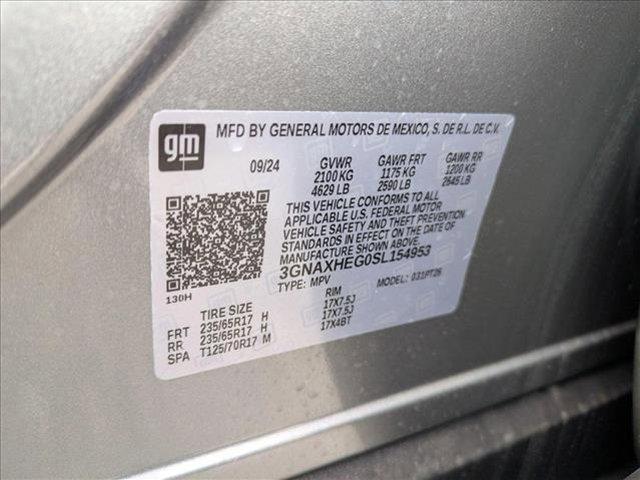 gm MFD BY GENERAL MOTORS DE MEXICO, S. DE R.L. DE C.V.
09/24 GVWR GAWR FRT GAWR RR
2100 KG 1175 KG 1200 KG
4629 LB 2590 LB 2645 LB
THIS VEHICLE CONFORMS TO ALL
APPLICABLE U.S. FEDERAL MOTOR
VEHICLE SAFETY AND THEFT PREVENTION
STANDARDS IN EFFECT ON THE DATE OF
MANUFACTURE SHOWN ABOVE.
3GNAXHEG0SL154953
TYPE: MPV MODEL: 031PT26
130H
TIRE SIZE RIM
FRT 235/65R17 H 17X7.5J
RR 235/65R17 H 17X7.5J
SPA T125/70R17 M 17X4BT